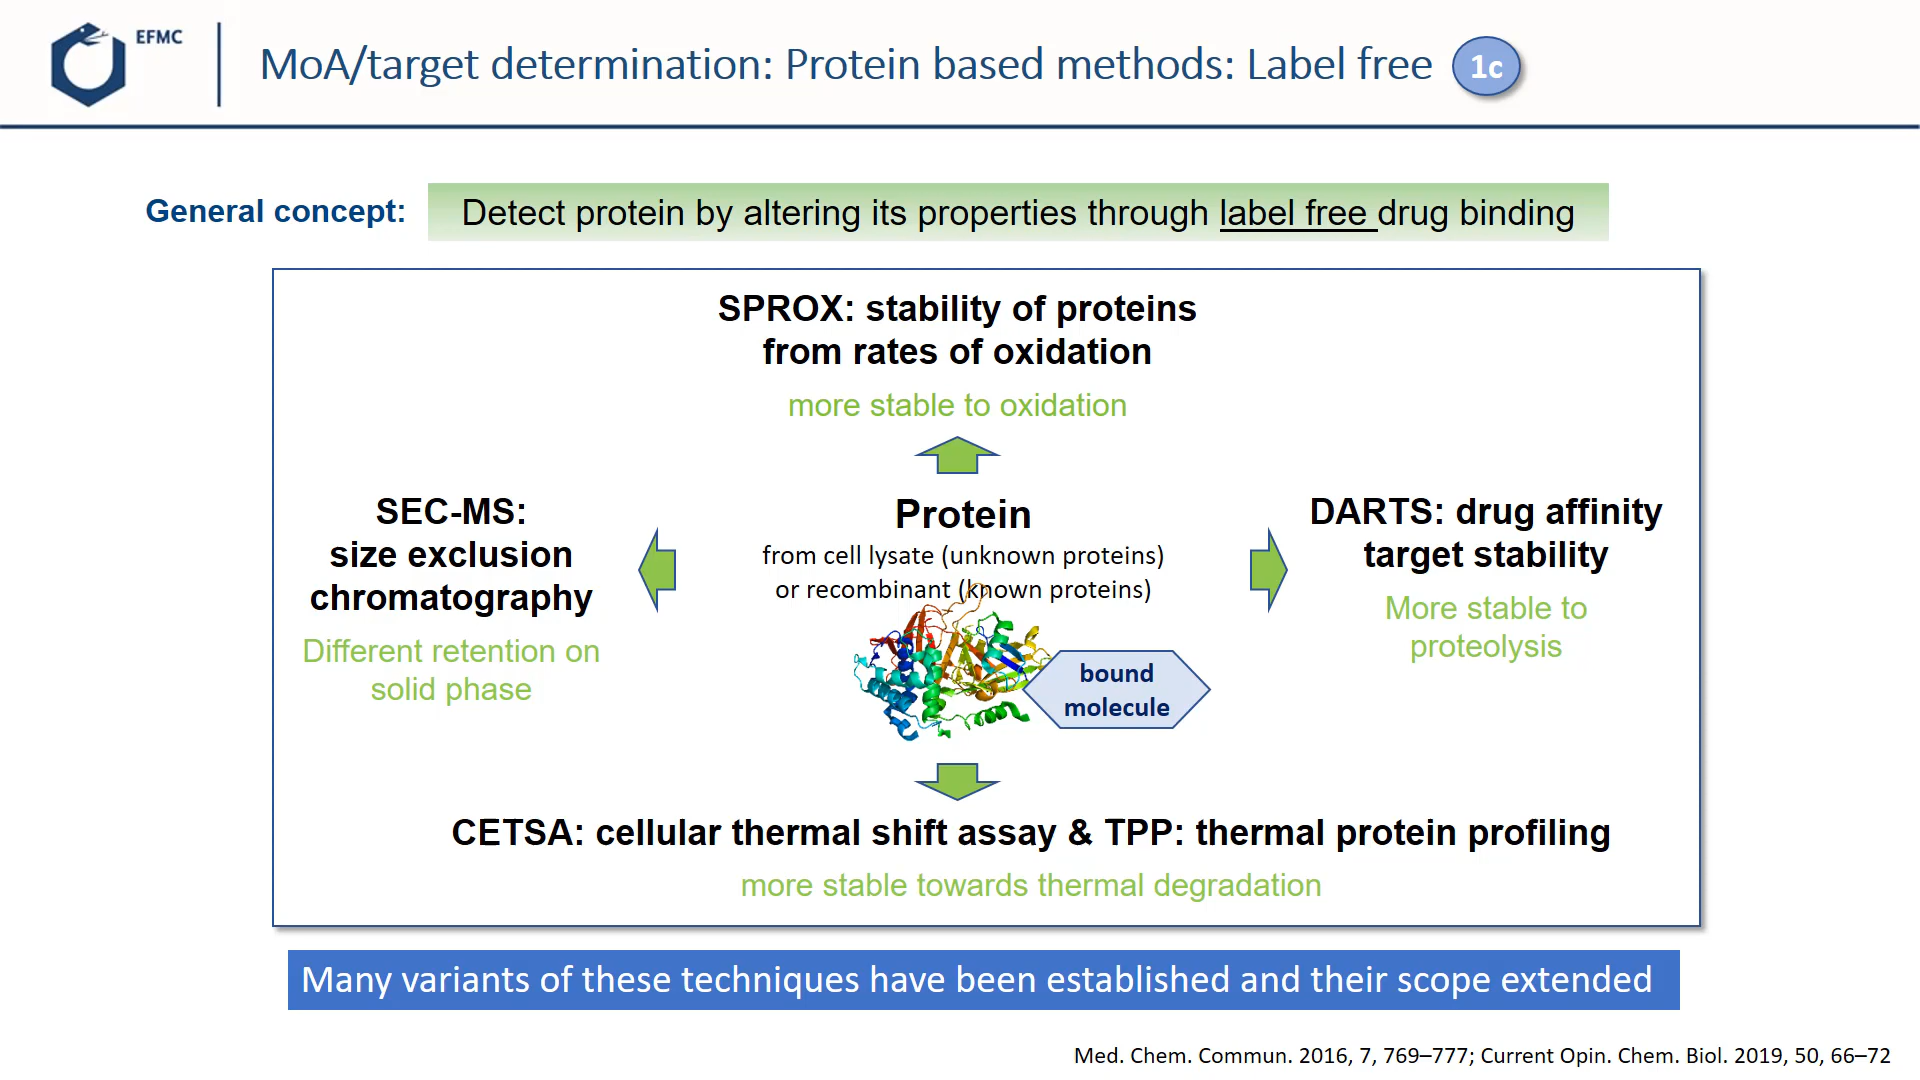 EFMC
MoA/target determination: Protein based methods: Label free
1c
General concept:
Detect protein by altering its properties through label free drug binding
SPROX: stability of proteins
from rates of oxidation
more stable to oxidation
SEC-MS:
size exclusion
chromatography
Different retention on
solid phase
Protein
from cell lysate (unknown proteins)
or recombinant (known proteins)
bound
molecule
DARTS: drug affinity
target stability
More stable to
proteolysis
CETSA: cellular thermal shift assay & TPP: thermal protein profiling
more stable towards thermal degradation
Many variants of these techniques have been established and their scope extended
Med. Chem. Commun. 2016, 7, 769–777; Current Opin. Chem. Biol. 2019, 50, 66–72